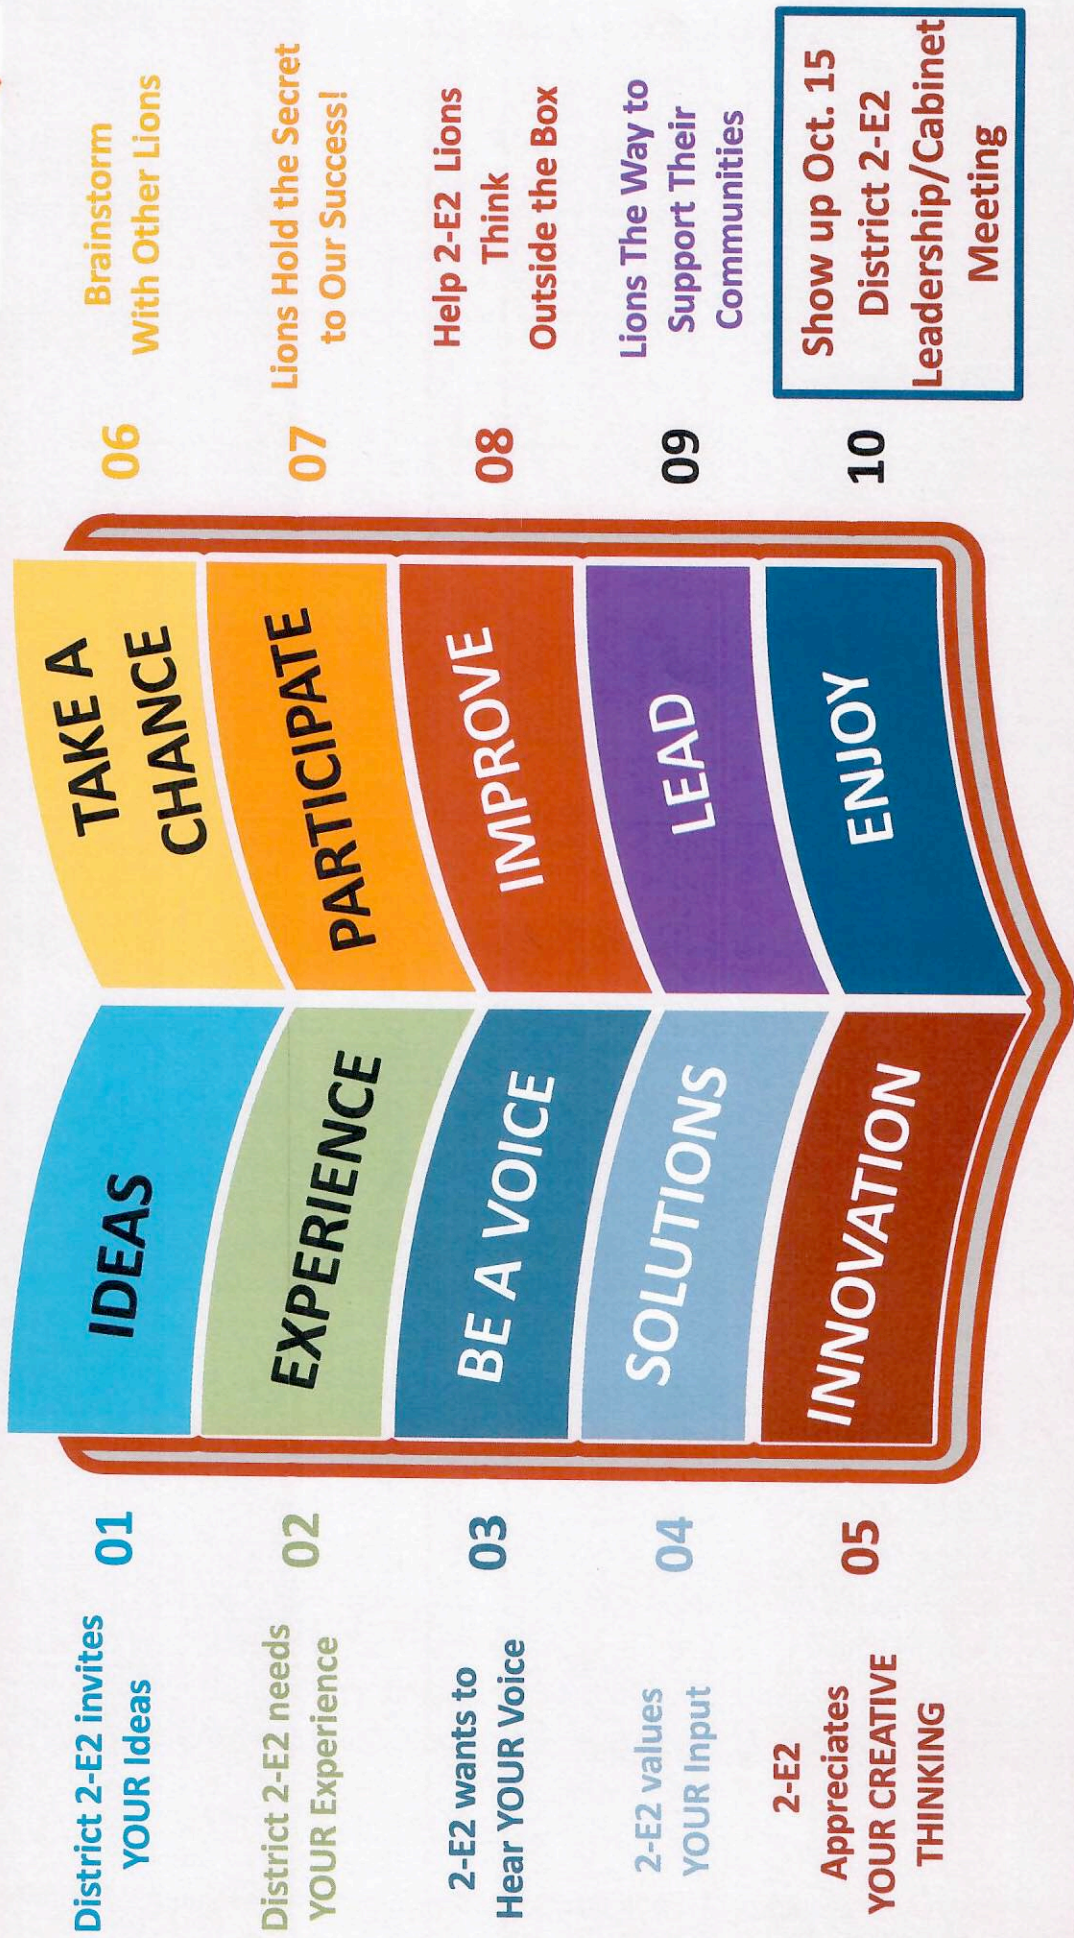 District 2-E2 invites
YOUR Ideas
01
IDEAS
District 2-E2 needs
YOUR Experience
02
EXPERIENCE
2-E2 wants to
Hear YOUR Voice
03
BE A VOICE
2-E2 values
YOUR Input
04
SOLUTIONS
2-E2
Appreciates
YOUR CREATIVE
THINKING
05
INNOVATION
TAKE A
CHANCE
06
Brainstorm
With Other Lions
PARTICIPATE
07
Lions Hold the Secret
to Our Success!
IMPROVE
08
Help 2-E2 Lions
Think
Outside the Box
LEAD
09
Lions The Way to
Support Their
Communities
ENJOY
10
Show up Oct. 15
District 2-E2
Leadership/Cabinet
Meeting